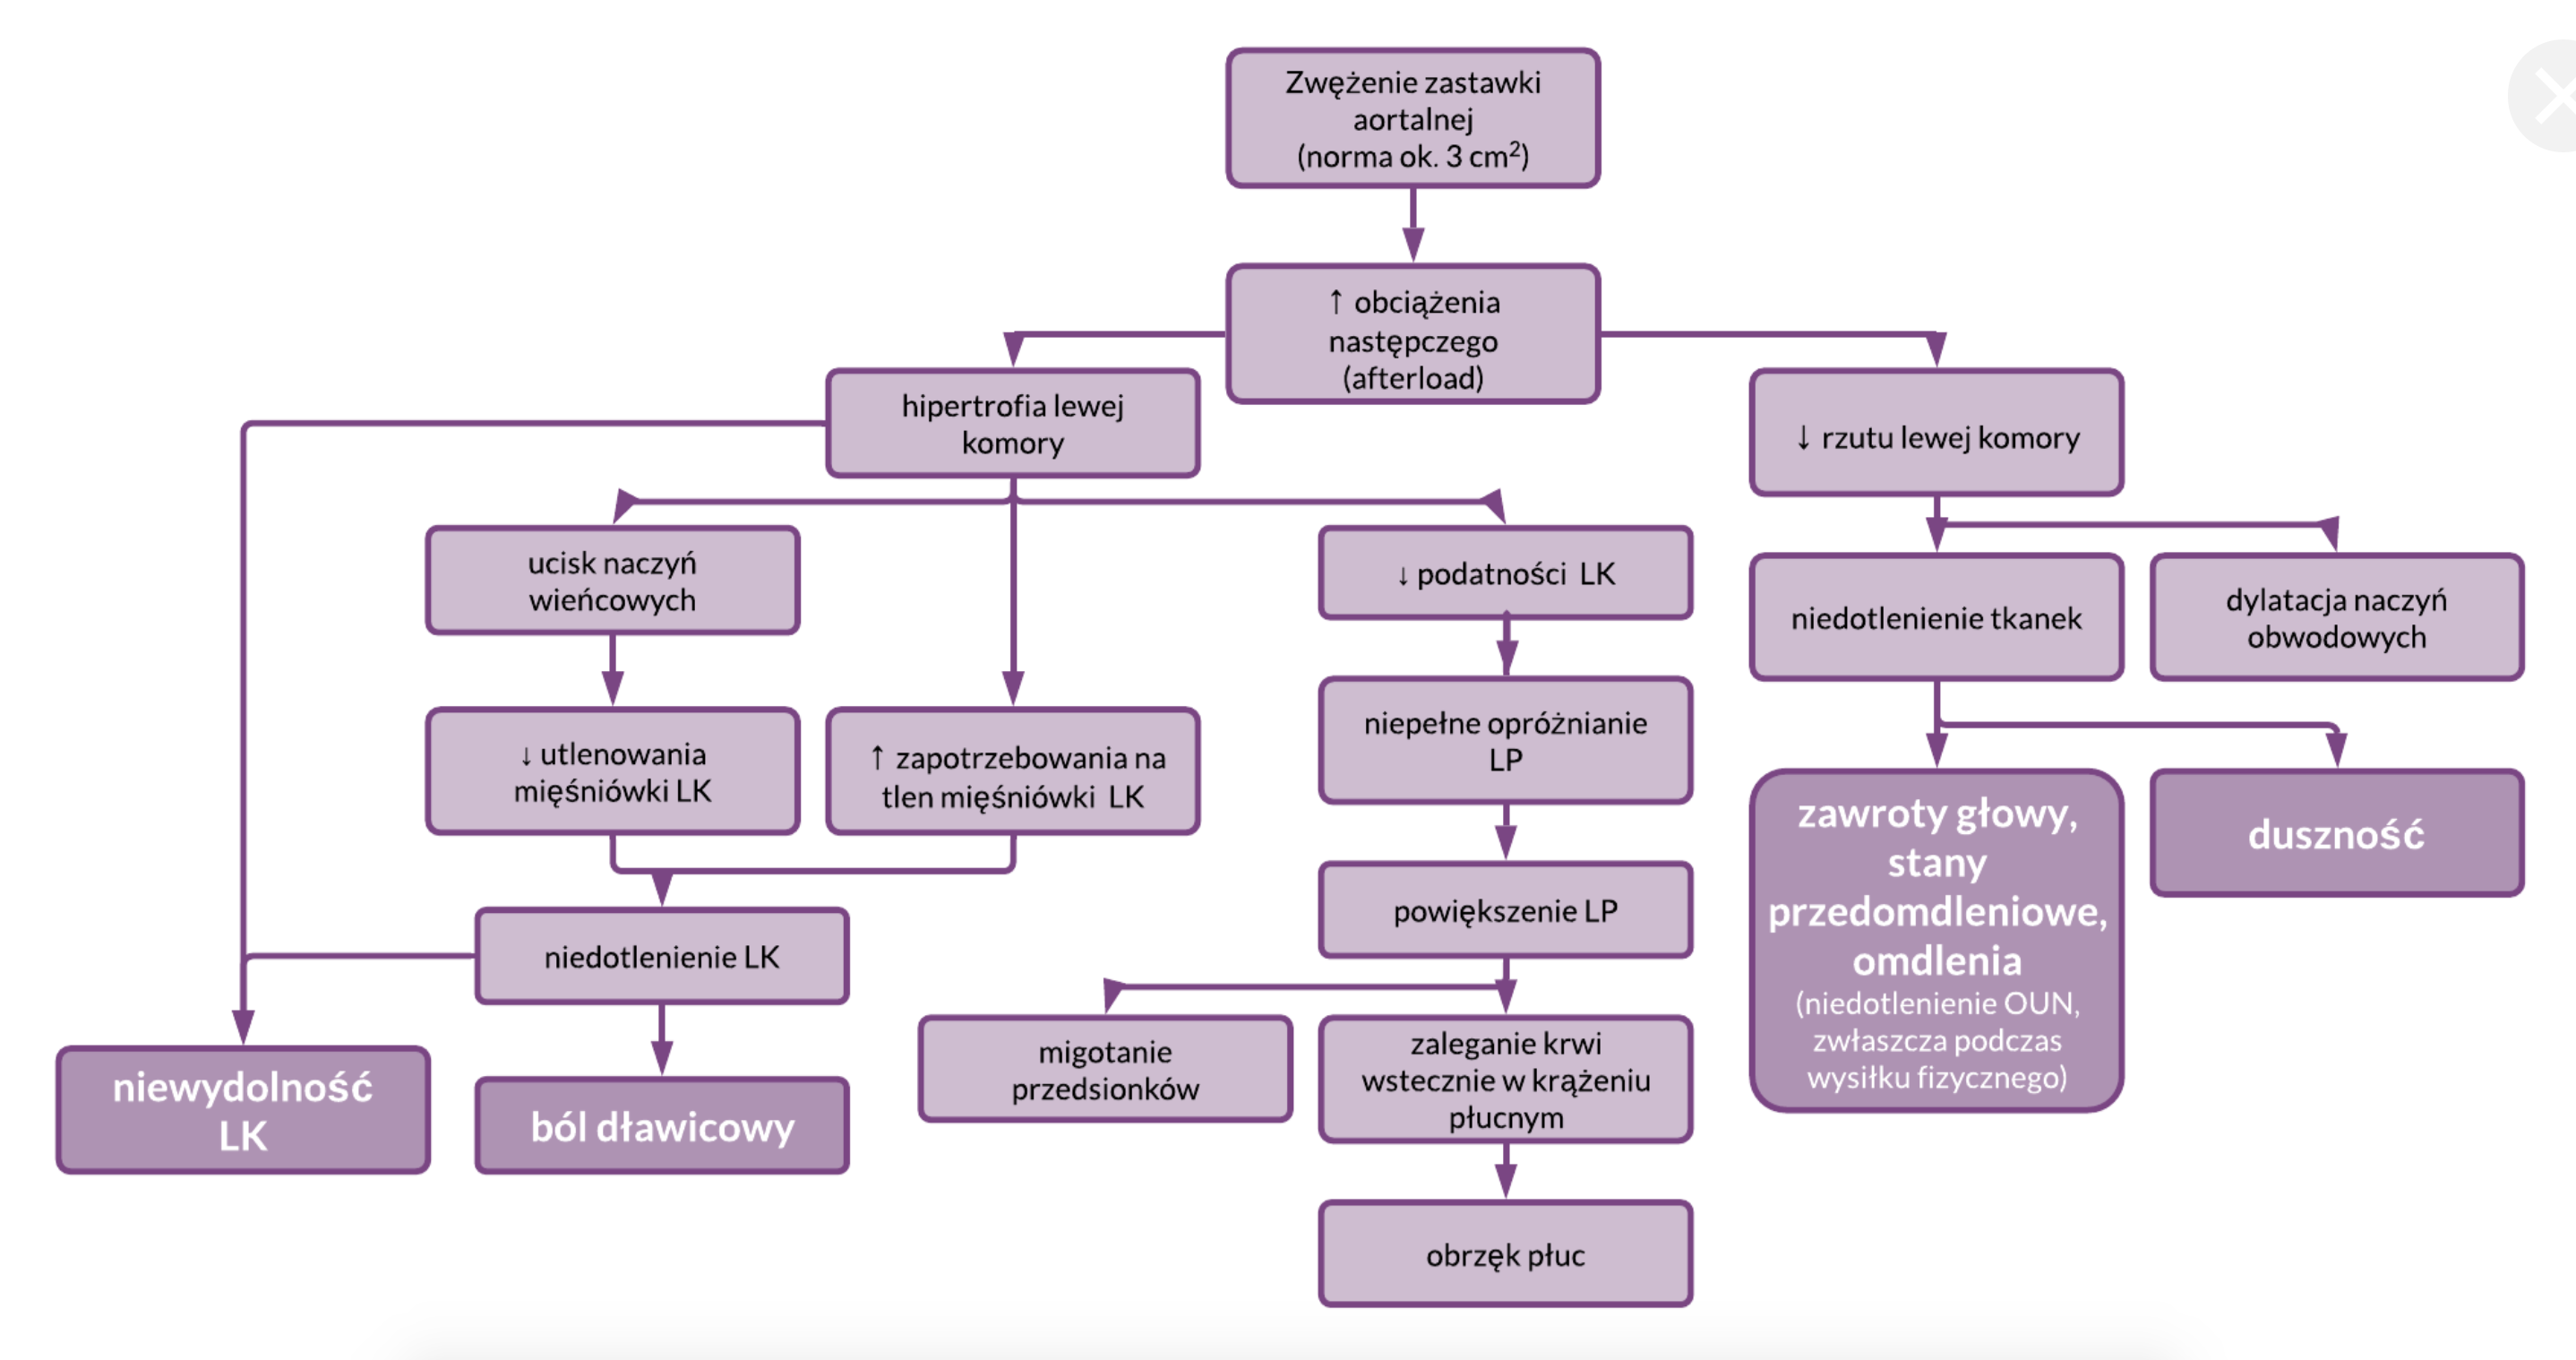 Zwężenie zastawki
aortalnej
(norma ok. 3 cm²)
↑ obciążenia
następczego
(afterload)
hipertrofia lewej
komory
↓ rzutu lewej komory
ucisk naczyń
wieńcowych
↓ podatności LK
niedotlenienie tkanek
dylatacja naczyń
obwodowych
↓ utlenowania
mięśniówki LK
↑ zapotrzebowania na
tlen mięśniówki LK
niepełne opróżnianie
LP
zawroty głowy,
stany
przedomdleniowe,
omdlenia
(niedotlenienie OUN,
zwłaszcza podczas
wysiłku fizycznego)
duszność
niedotlenienie LK
powiększenie LP
niewydolność
LK
ból dławicowy
migotanie
przedsionków
zaleganie krwi
wstecznie w krążeniu
płucnym
obrzęk płuc